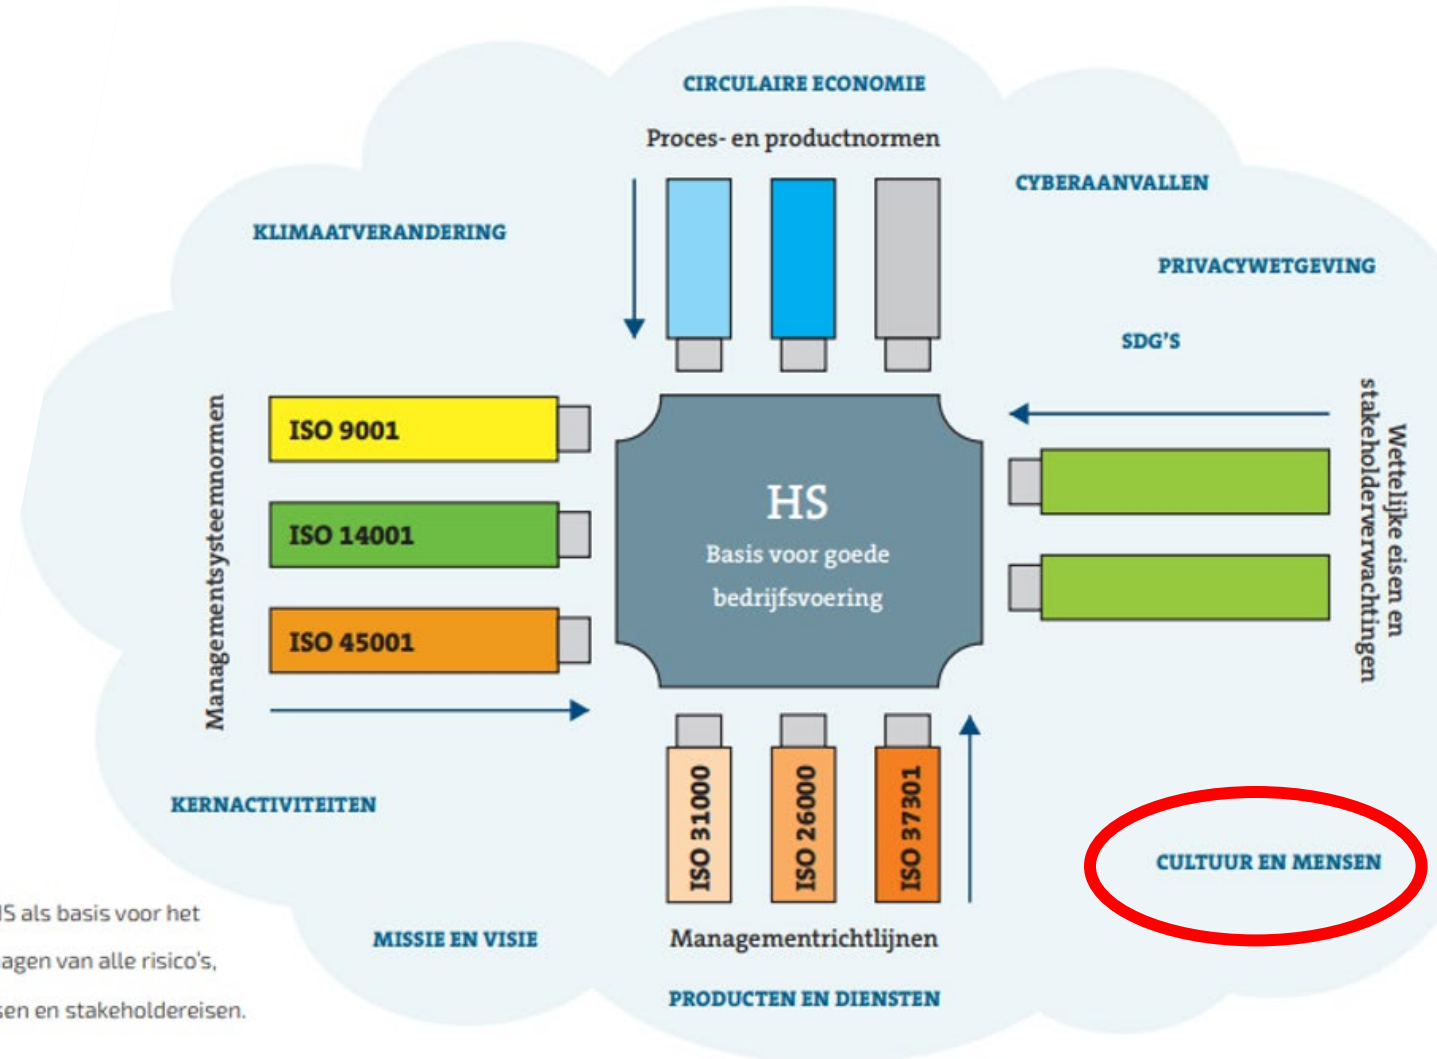 CIRCULAIRE ECONOMIE
Proces- en productnormen
CYBERAANVALLEN
KLIMAATVERANDERING
PRIVACYWETGEVING
SDG'S
Managementsysteemnormen
ISO 9001
ISO 14001
ISO 45001
HS
Basis voor goede
bedrijfsvoering
Wettelijke eisen en
stakeholderverwachtingen
KERNACTIVITEITEN
ISO 31000
ISO 26000
ISO 37301
CULTUUR EN MENSEN
als basis voor het
van alle risico's,
en stakeholdereisen.
MISSIE EN VISIE
Managementrichtlijnen
PRODUCTEN EN DIENSTEN